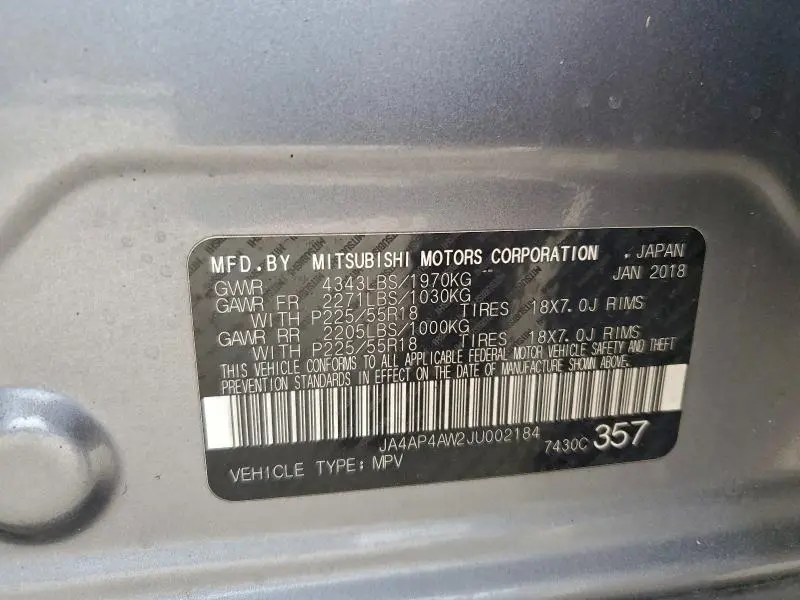 MFD.BY MITSUBISHI MOTORS CORPORATION . JAPAN
GVWR 4343LBS/1970KG JAN 2018
GAWR FR 2271LBS/1030KG
WITH P225/55R18 TIRES 18X7.0J RIMS
GAWR RR 2205LBS/1000KG
WITH P225/55R18 TIRES 18X7.0J RIMS
THIS VEHICLE CONFORMS TO ALL APPLICABLE FEDERAL MOTOR VEHICLE SAFETY AND THEFT
PREVENTION STANDARDS IN EFFECT ON THE DATE OF MANUFACTURE SHOWN ABOVE.
JA4AP4AW2JU002184 7430C 357
VEHICLE TYPE: MPV